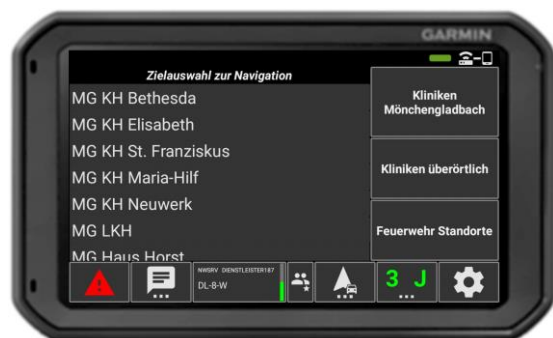 GARMIN
Zielauswahl zur Navigation
MG KH Bethesda
MG KH Elisabeth
MG KH St. Franziskus
MG KH Maria-Hilf
MG KH Neuwerk
MG LKH
MG Haus Horst
Kliniken
Mönchengladbach
Kliniken überörtlich
Feuerwehr Standorte
NWSRV DIENSTLEISTER187
DL-8-W
3 J